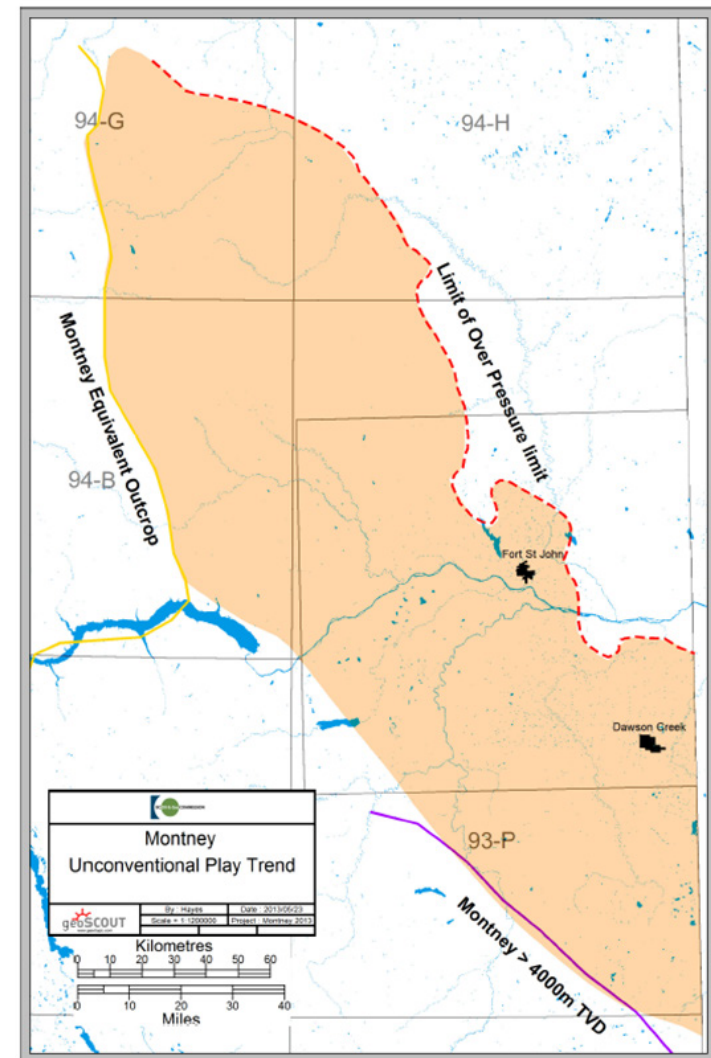 94-G
94-H
Limit of Over Pressure limit
Montney Equivalent Outcrop
94-B
Fort St John
Dawson Creek
93-P
Montney > 4000m TVD
COMMISSION
Montney
Unconventional Play Trend
geoSCOUT
By : Hayes
Date : 2013/05/23
Scale = 1:1200000
Project : Montney 2013
Kilometres
0 10 20 30 40 50 60
0 10 20 30 40
Miles